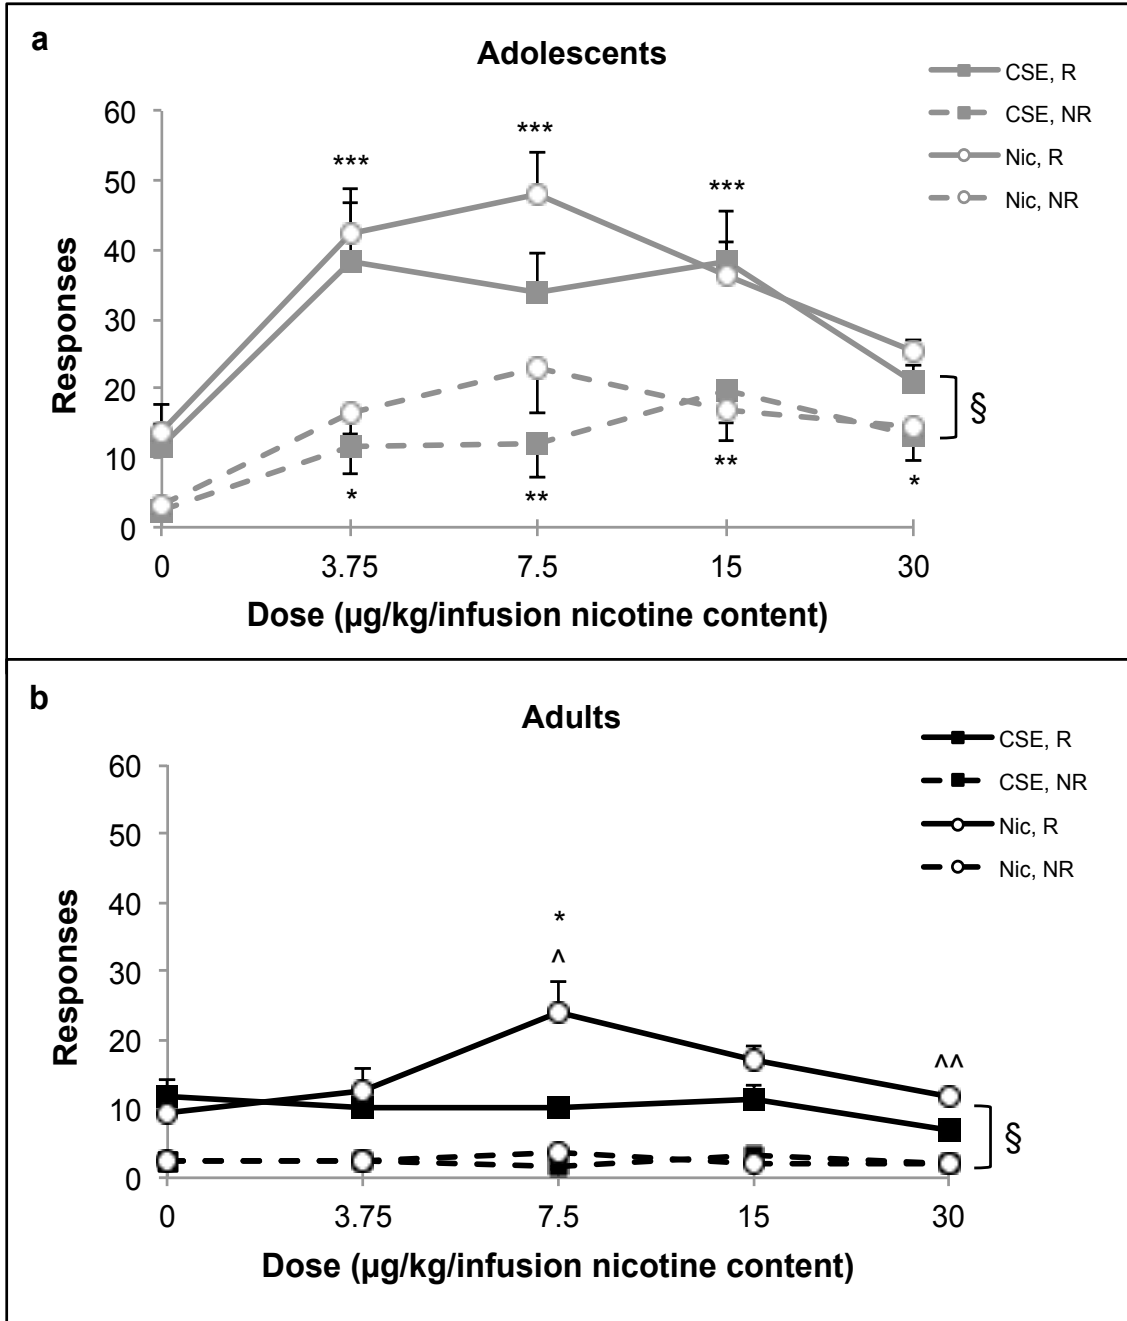 a
Adolescents
CSE, R
CSE, NR
Nic, R
Nic, NR
60
50
40
30
20
10
0
Responses
***
***
***
*
**
**
*
§
0 3.75 7.5 15 30
Dose (µg/kg/infusion nicotine content)
b
Adults
CSE, R
CSE, NR
Nic, R
Nic, NR
60
50
40
30
20
10
0
Responses
*
^
^^
§
0 3.75 7.5 15 30
Dose (µg/kg/infusion nicotine content)